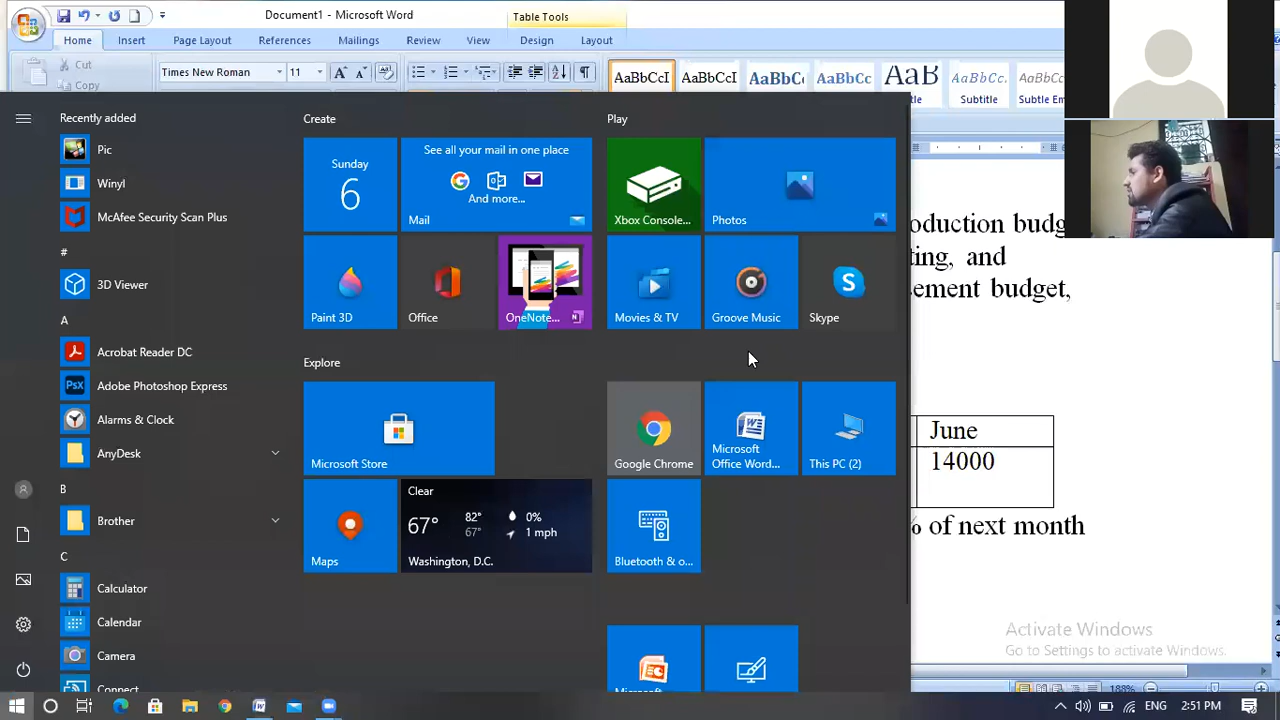 Document1 - Microsoft Word
Table Tools
Home
Insert
Page Layout
References
Mailings
Review
View
Design
Layout
Cut
Copy
Times New Roman
11
AaBbCcI
AaBbCcI
AaBbC
AaBbCc
AaB
AaBbCc.
AaBbCc.
Subtitle
Subtle Em
Recently added
Pic
Winyl
McAfee Security Scan Plus
#
3D Viewer
A
Acrobat Reader DC
Adobe Photoshop Express
Alarms & Clock
AnyDesk
B
Brother
C
Calculator
Calendar
Camera
Connect
Create
Sunday
6
See all your mail in one place
And more...
Mail
Paint 3D
Office
OneNote...
Explore
Microsoft Store
Maps
Clear
67° 82° 67° 0% 1 mph
Washington, D.C.
Play
Xbox Console...
Photos
Movies & TV
Groove Music
Skype
Google Chrome
Microsoft Office Word...
This PC (2)
Bluetooth & o...
oduction budg
ting, and
ement budget,
June
14000
% of next month
Activate Windows
Go to Settings to activate Windows.
188%
ENG
2:51 PM